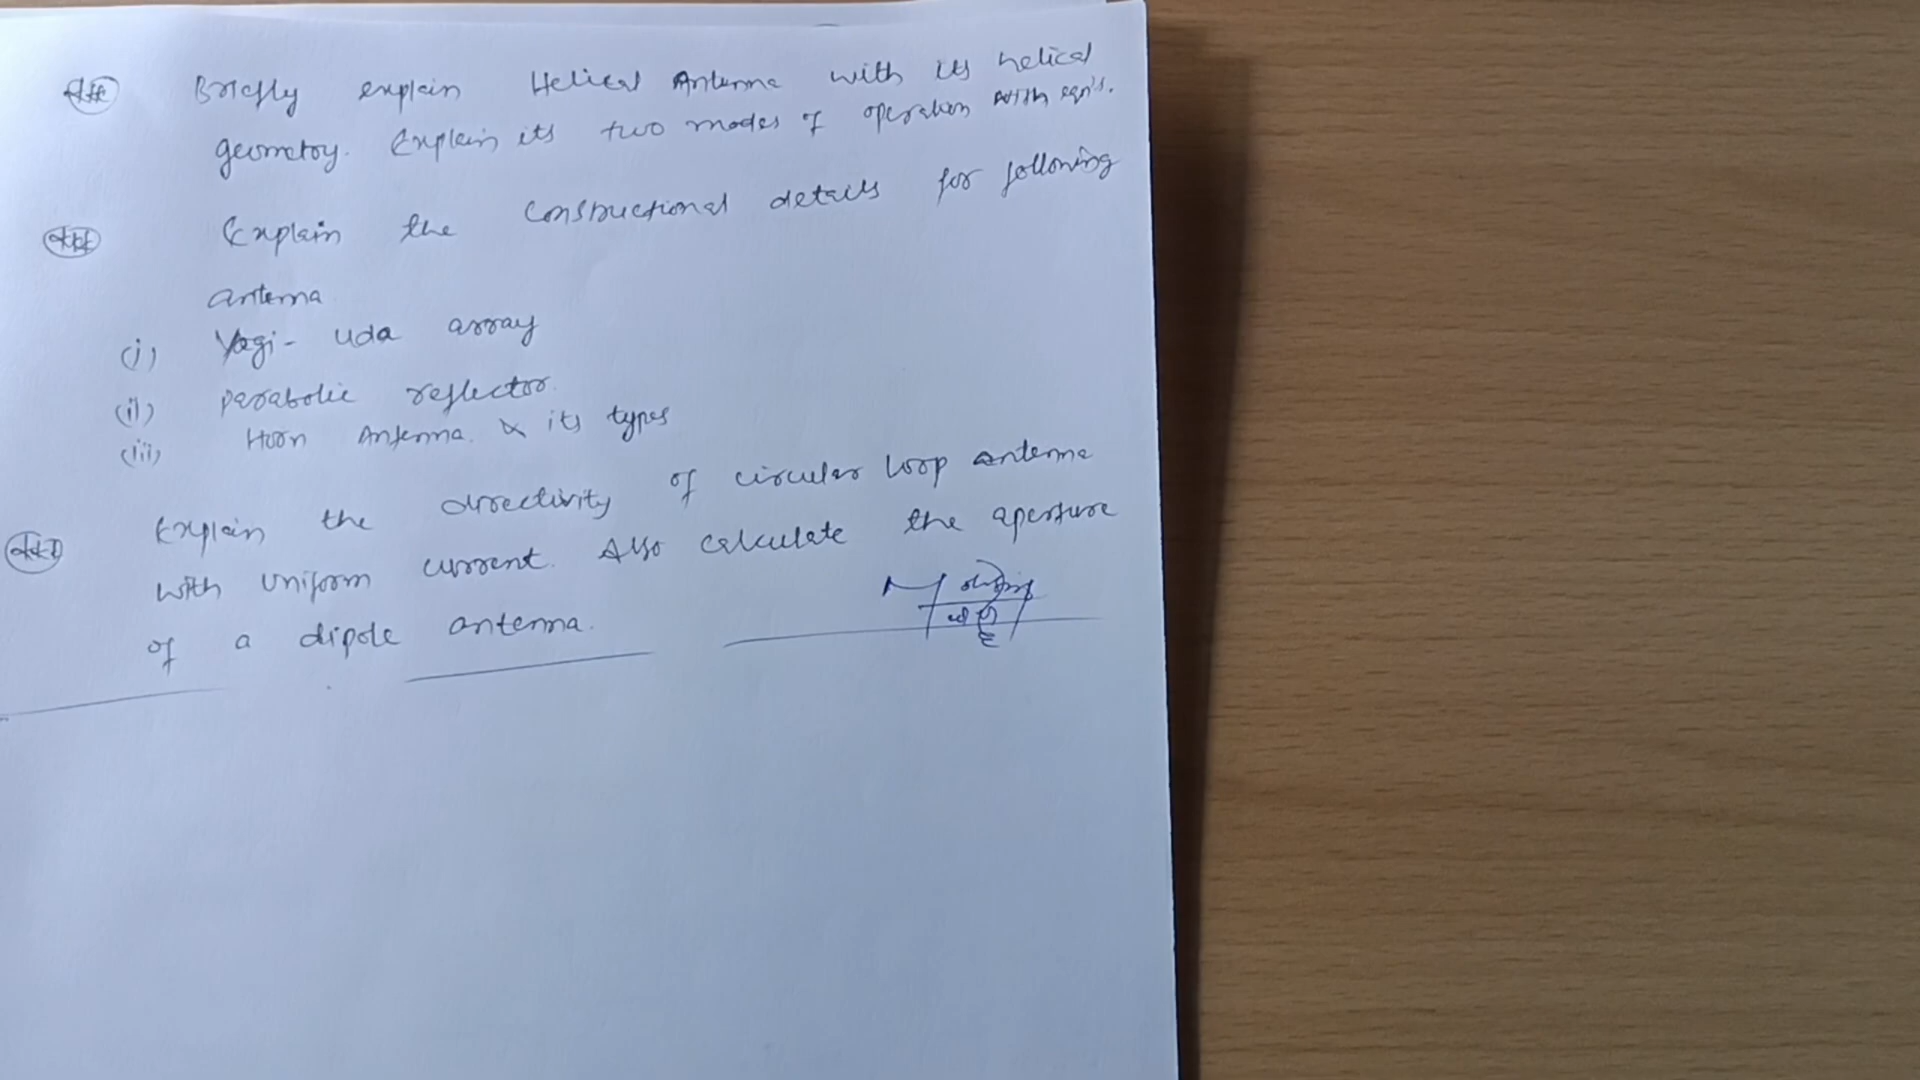 Briefly explain Helical Antenna with its helical
geometry. Explain its two modes of operation with eqn's.
Explain the Constructional details for following
antenna
(i) Yagi-Uda array
(ii) Parabolic reflector.
(iii) Horn Antenna & its types
Explain the directivity of circular loop antenna
with uniform current. Also calculate the aperture
of a dipole antenna.